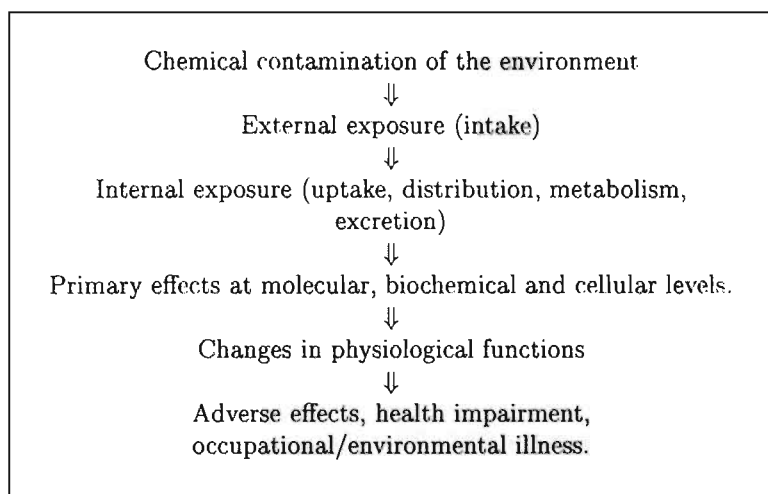 Chemical contamination of the environment
⇓
External exposure (intake)
⇓
Internal exposure (uptake, distribution, metabolism,
excretion)
⇓
Primary effects at molecular, biochemical and cellular levels.
⇓
Changes in physiological functions
⇓
Adverse effects, health impairment,
occupational/environmental illness.